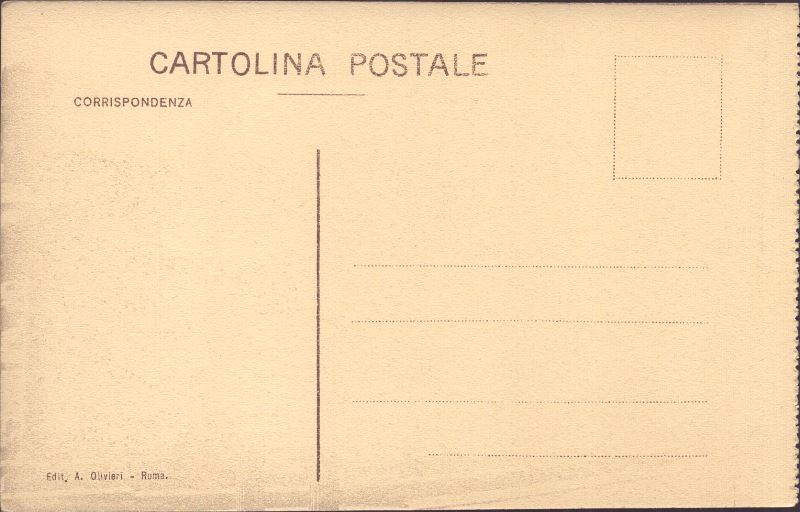 CARTOLINA POSTALE
CORRISPONDENZA
Edit. A. Olivieri - Roma.